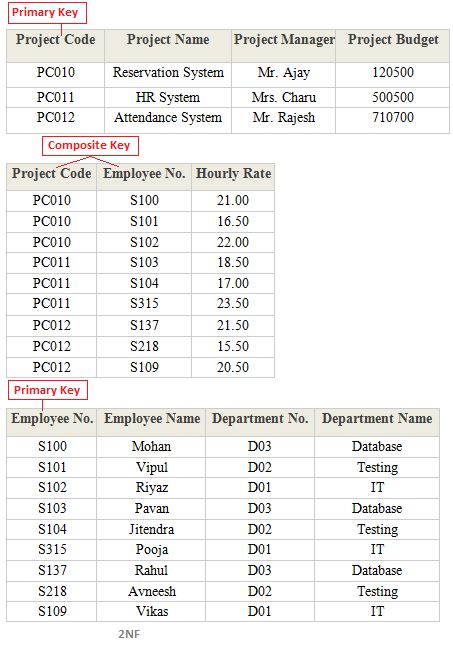 Primary Key
Project Code Project Name Project Manager Project Budget
PC010 Reservation System Mr. Ajay 120500
PC011 HR System Mrs. Charu 500500
PC012 Attendance System Mr. Rajesh 710700
Composite Key
Project Code Employee No. Hourly Rate
PC010 S100 21.00
PC010 S101 16.50
PC010 S102 22.00
PC011 S103 18.50
PC011 S104 17.00
PC011 S315 23.50
PC012 S137 21.50
PC012 S218 15.50
PC012 S109 20.50
Primary Key
Employee No. Employee Name Department No. Department Name
S100 Mohan D03 Database
S101 Vipul D02 Testing
S102 Riyaz D01 IT
S103 Pavan D03 Database
S104 Jitendra D02 Testing
S315 Pooja D01 IT
S137 Rahul D03 Database
S218 Avneesh D02 Testing
S109 Vikas D01 IT
2NF